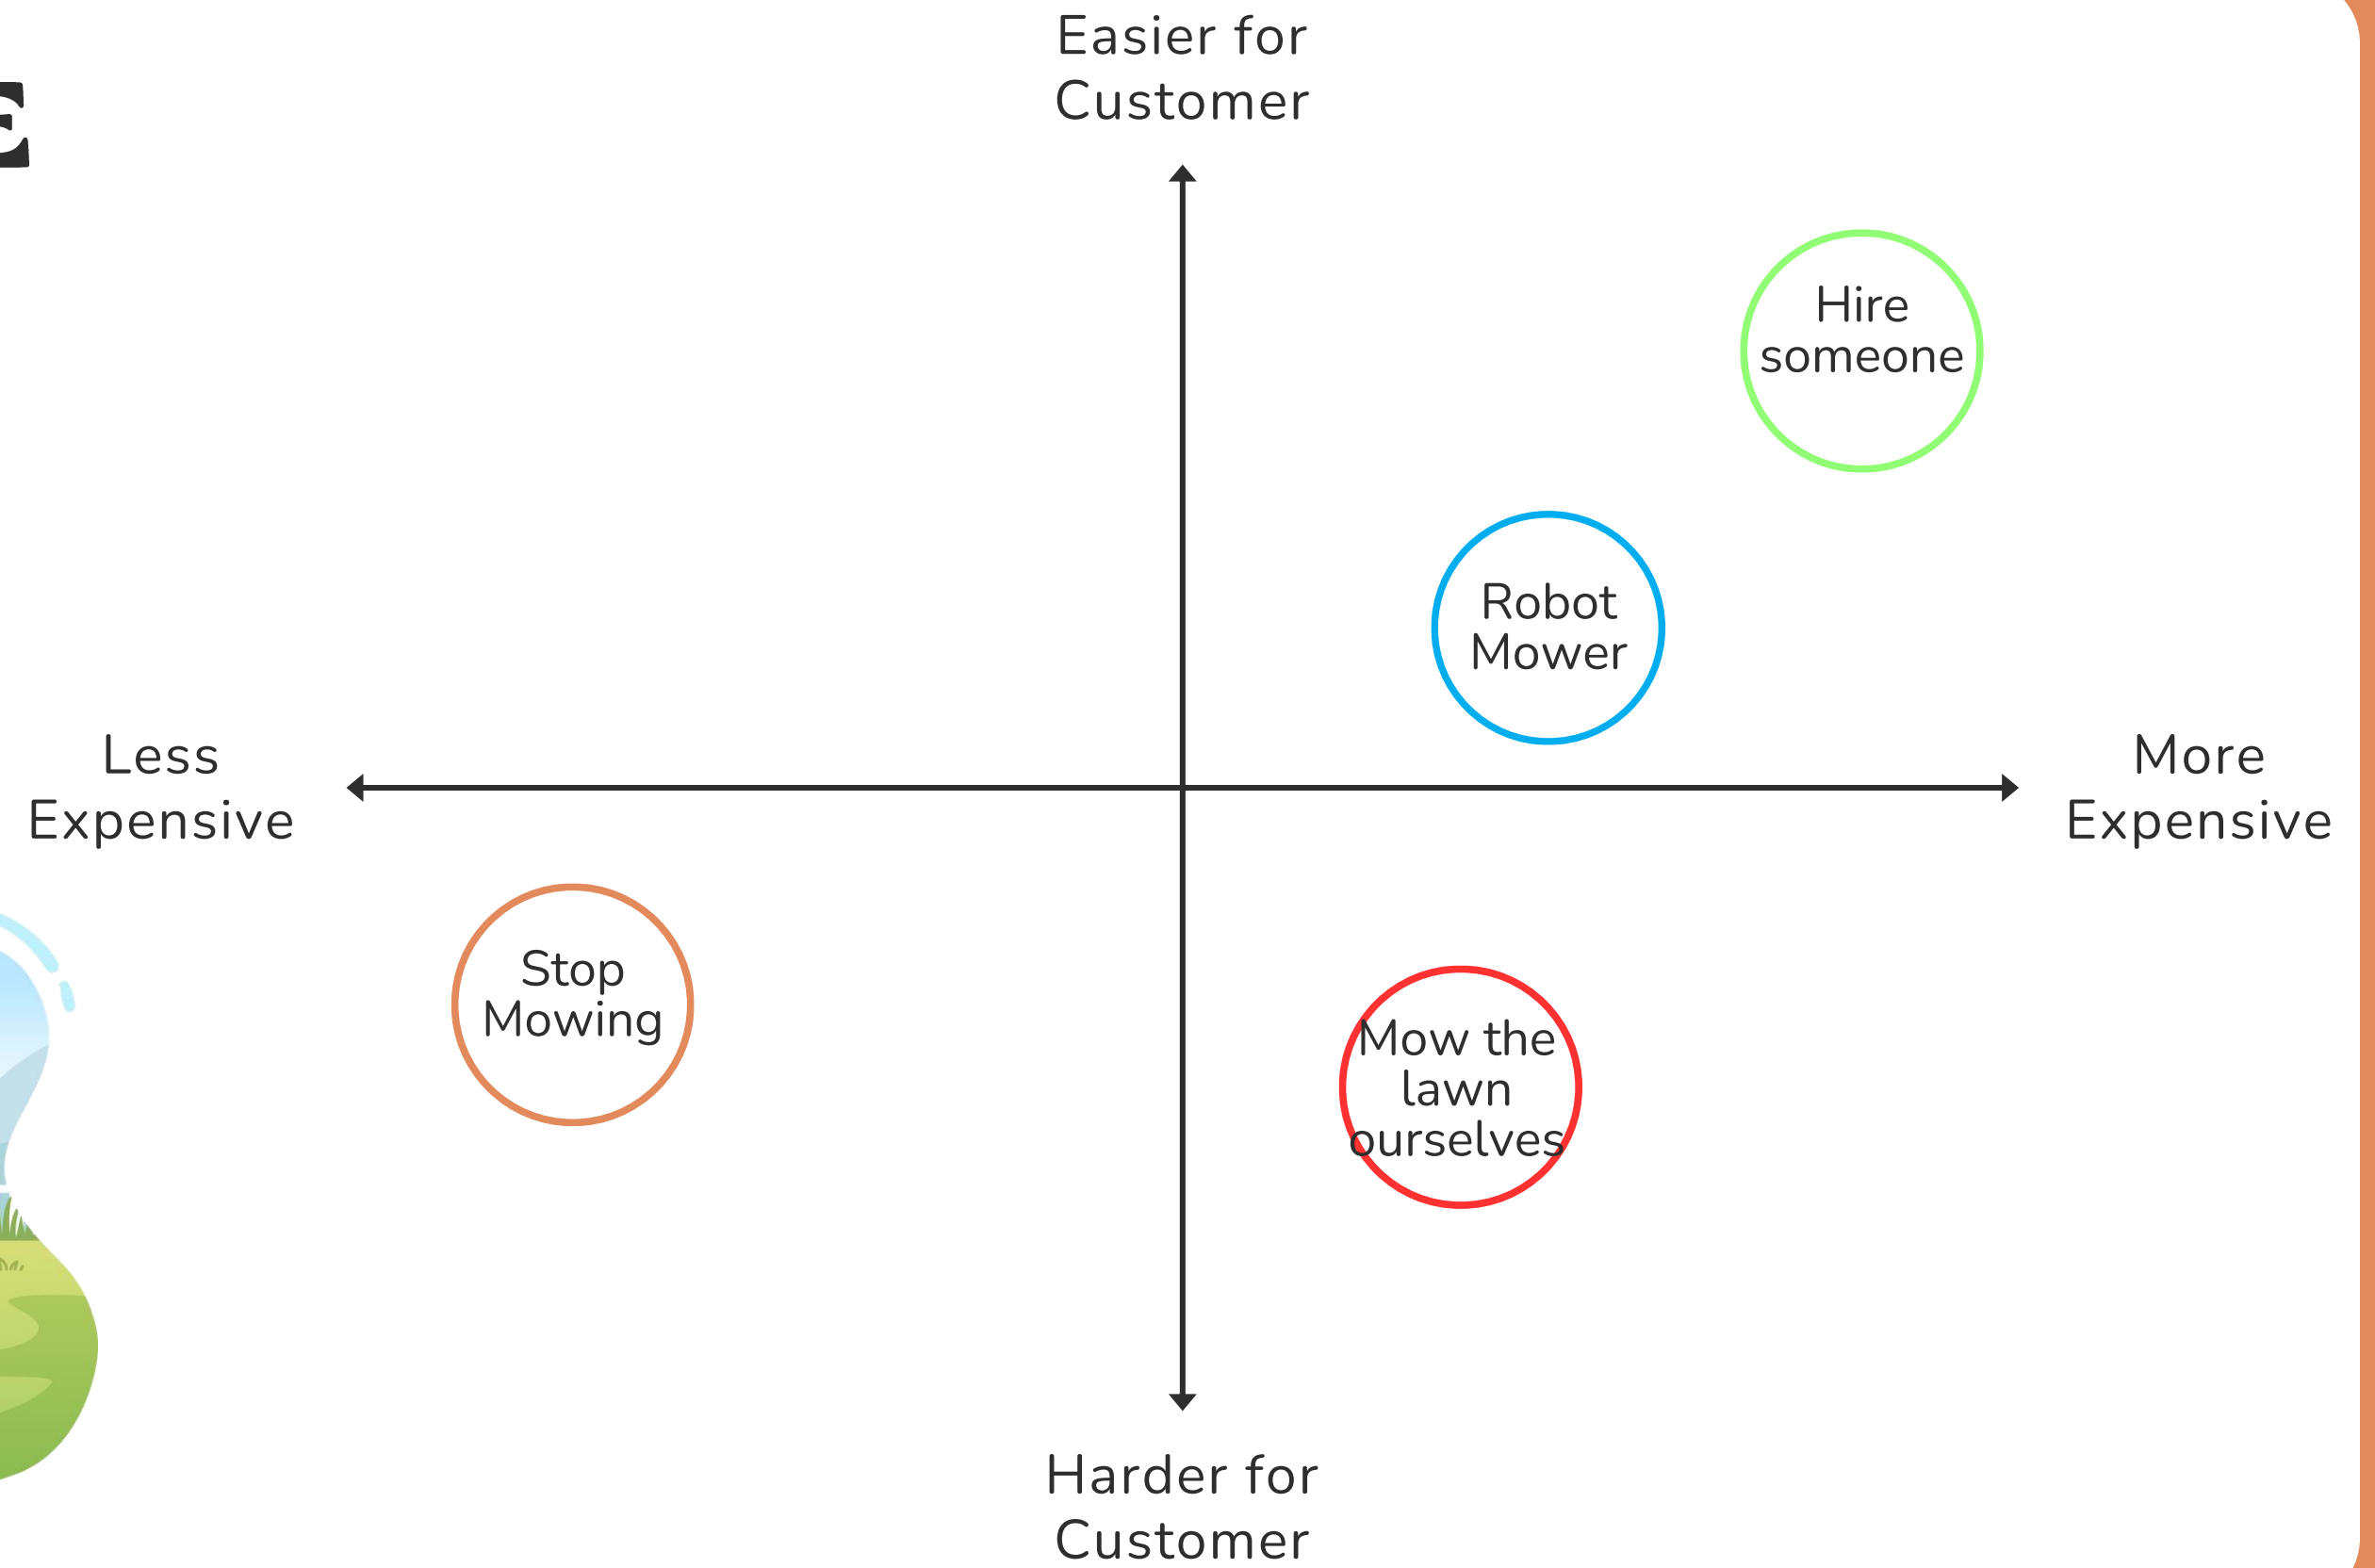 Easier for
Customer
E
Hire
someone
Robot
Mower
Less
Expensive
More
Expensive
Stop
Mowing
Mow the
lawn
ourselves
Harder for
Customer